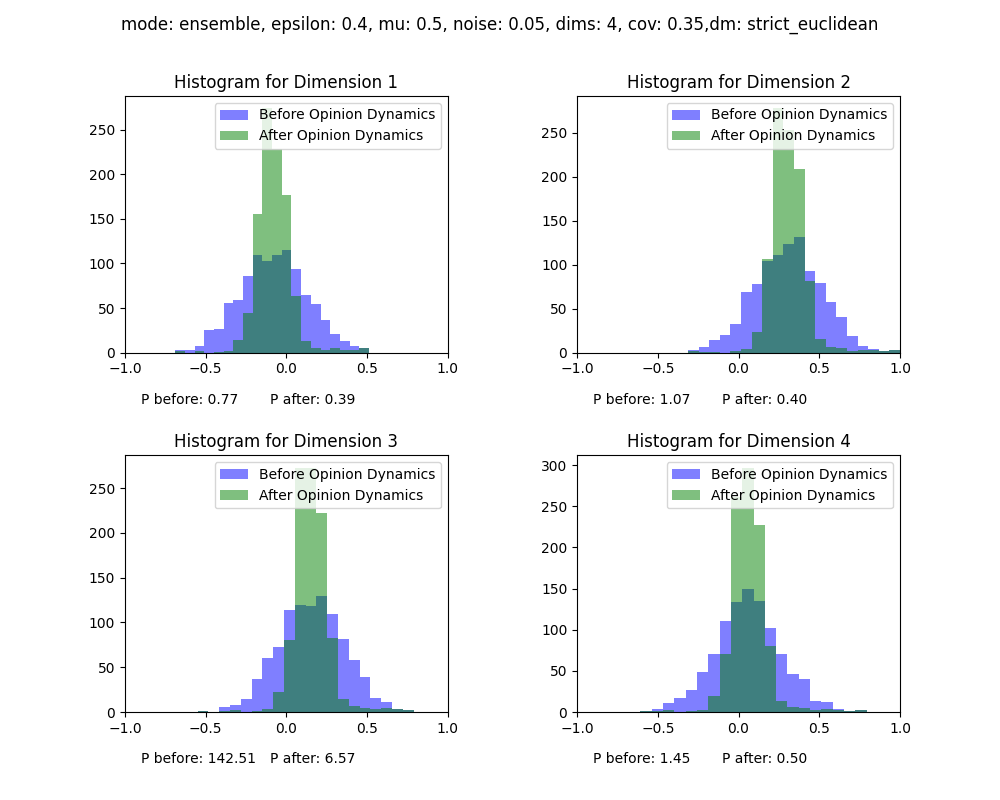 mode: ensemble, epsilon: 0.4, mu: 0.5, noise: 0.05, dims: 4, cov: 0.35,dm: strict_euclidean
Histogram for Dimension 1
Before Opinion Dynamics
After Opinion Dynamics
250
200
150
100
50
0
−1.0 −0.5 0.0 0.5 1.0
P before: 0.77 P after: 0.39
Histogram for Dimension 2
Before Opinion Dynamics
After Opinion Dynamics
250
200
150
100
50
0
−1.0 −0.5 0.0 0.5 1.0
P before: 1.07 P after: 0.40
Histogram for Dimension 3
Before Opinion Dynamics
After Opinion Dynamics
250
200
150
100
50
0
−1.0 −0.5 0.0 0.5 1.0
P before: 142.51 P after: 6.57
Histogram for Dimension 4
Before Opinion Dynamics
After Opinion Dynamics
300
250
200
150
100
50
0
−1.0 −0.5 0.0 0.5 1.0
P before: 1.45 P after: 0.50